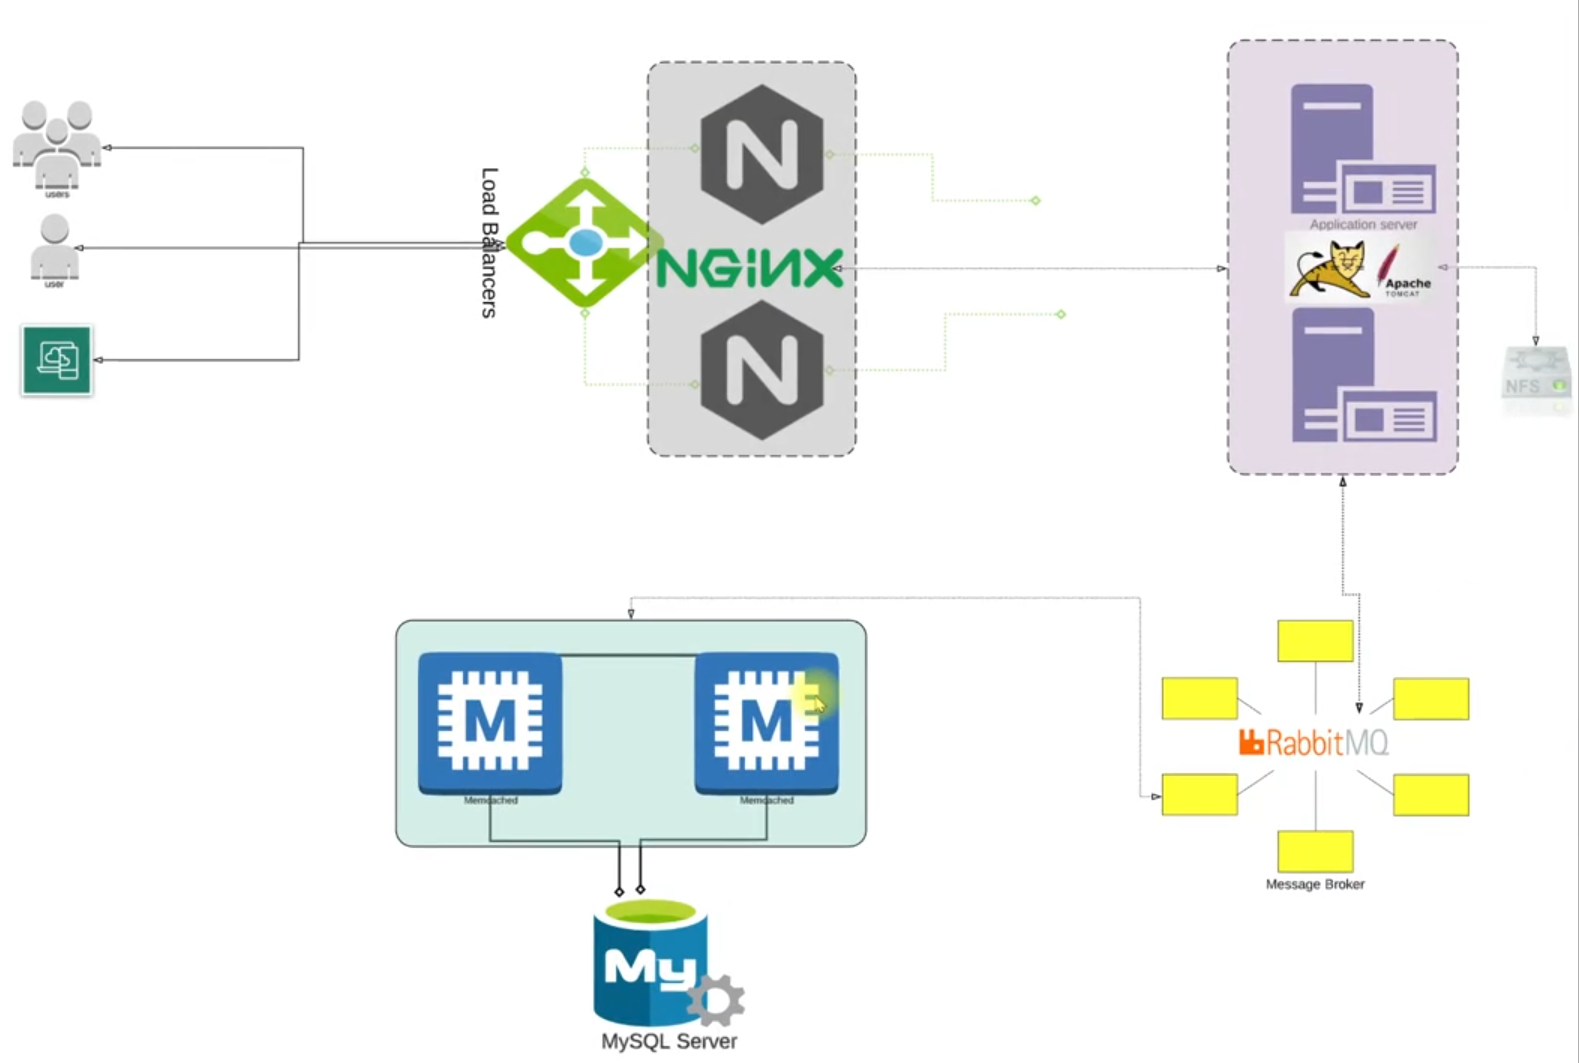 users
user
Load Balancers
N
NGiNX
N
Application server
Apache
TOMCAT
NFS
M
M
Memcached
Memcached
RabbitMQ
Message Broker
My
MySQL Server